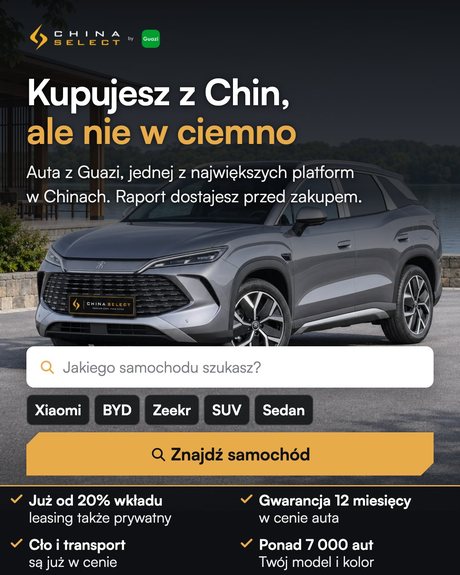 CHINA
SELECT
by Guazi
Kupujesz z Chin,
ale nie w ciemno
Auta z Guazi, jednej z największych platform
w Chinach. Raport dostajesz przed zakupem.
CHINA SELECT
Jakiego samochodu szukasz?
Xiaomi BYD Zeekr SUV Sedan
Znajdź samochód
Już od 20% wkładu
leasing także prywatny
Gwarancja 12 miesięcy
w cenie auta
Cło i transport
są już w cenie
Ponad 7 000 aut
Twój model i kolor